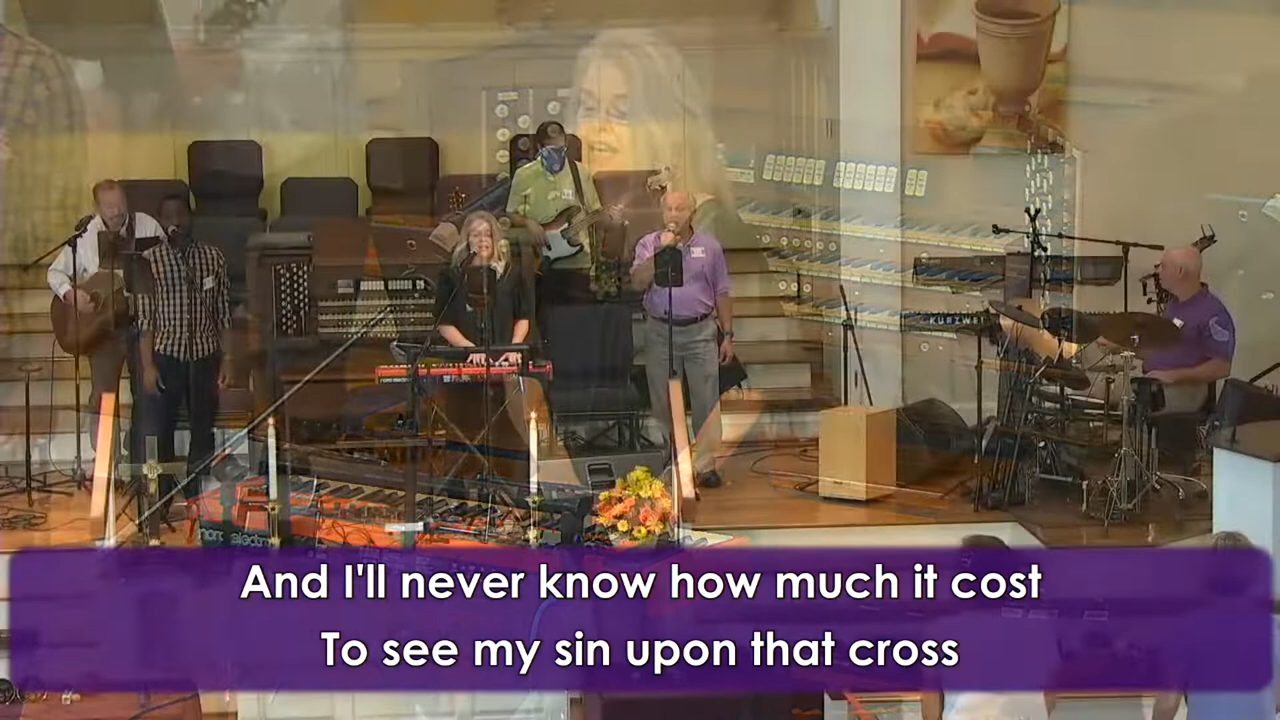 And I'll never know how much it cost
To see my sin upon that cross